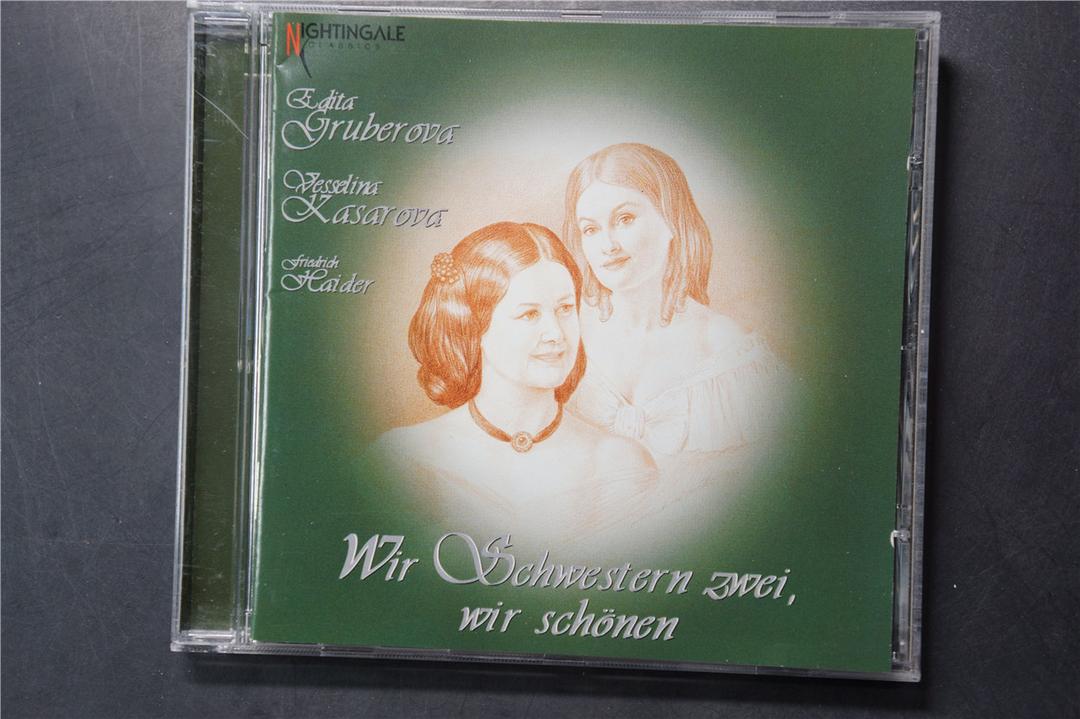 NIGHTINGALE
CLASSICS
Edita
Gruberova
Vesselina
Kasarova
Friedrich
Haider
Wir Schwestern zwei,
wir schönen